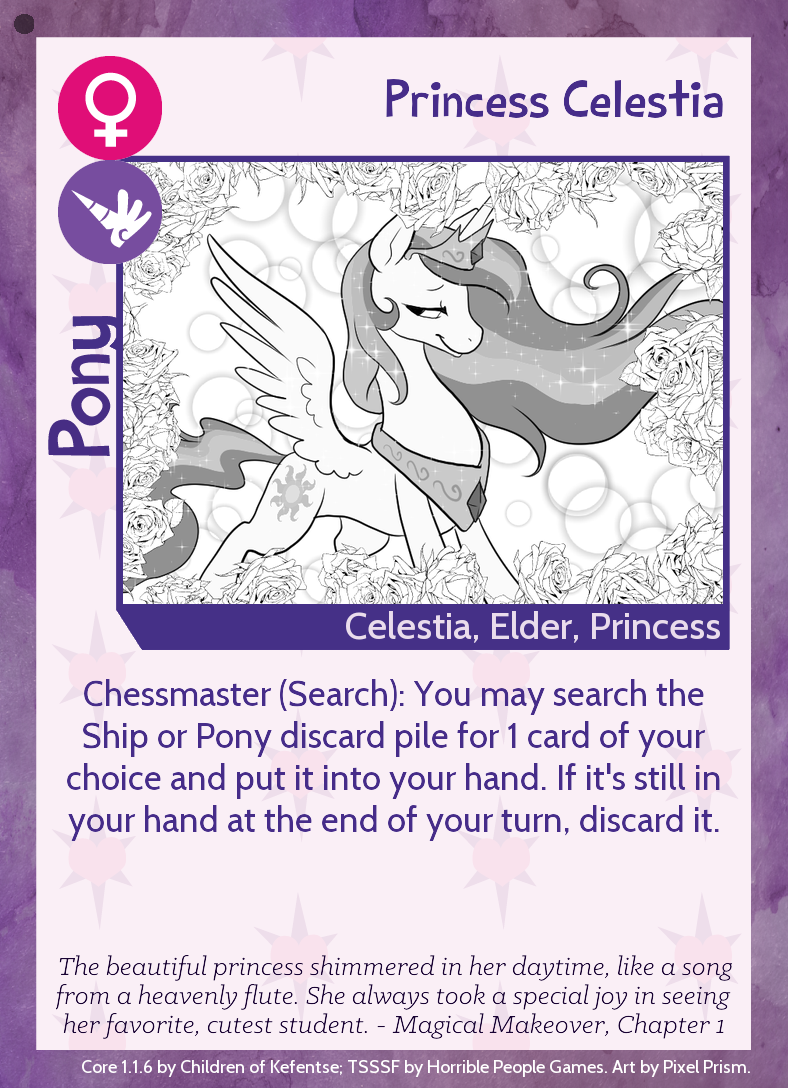 Princess Celestia
Pony
Celestia, Elder, Princess
Chessmaster (Search): You may search the
Ship or Pony discard pile for 1 card of your
choice and put it into your hand. If it's still in
your hand at the end of your turn, discard it.
The beautiful princess shimmered in her daytime, like a song
from a heavenly flute. She always took a special joy in seeing
her favorite, cutest student. - Magical Makeover, Chapter 1
Core 1.1.6 by Children of Kefentse; TSSSF by Horrible People Games. Art by Pixel Prism.